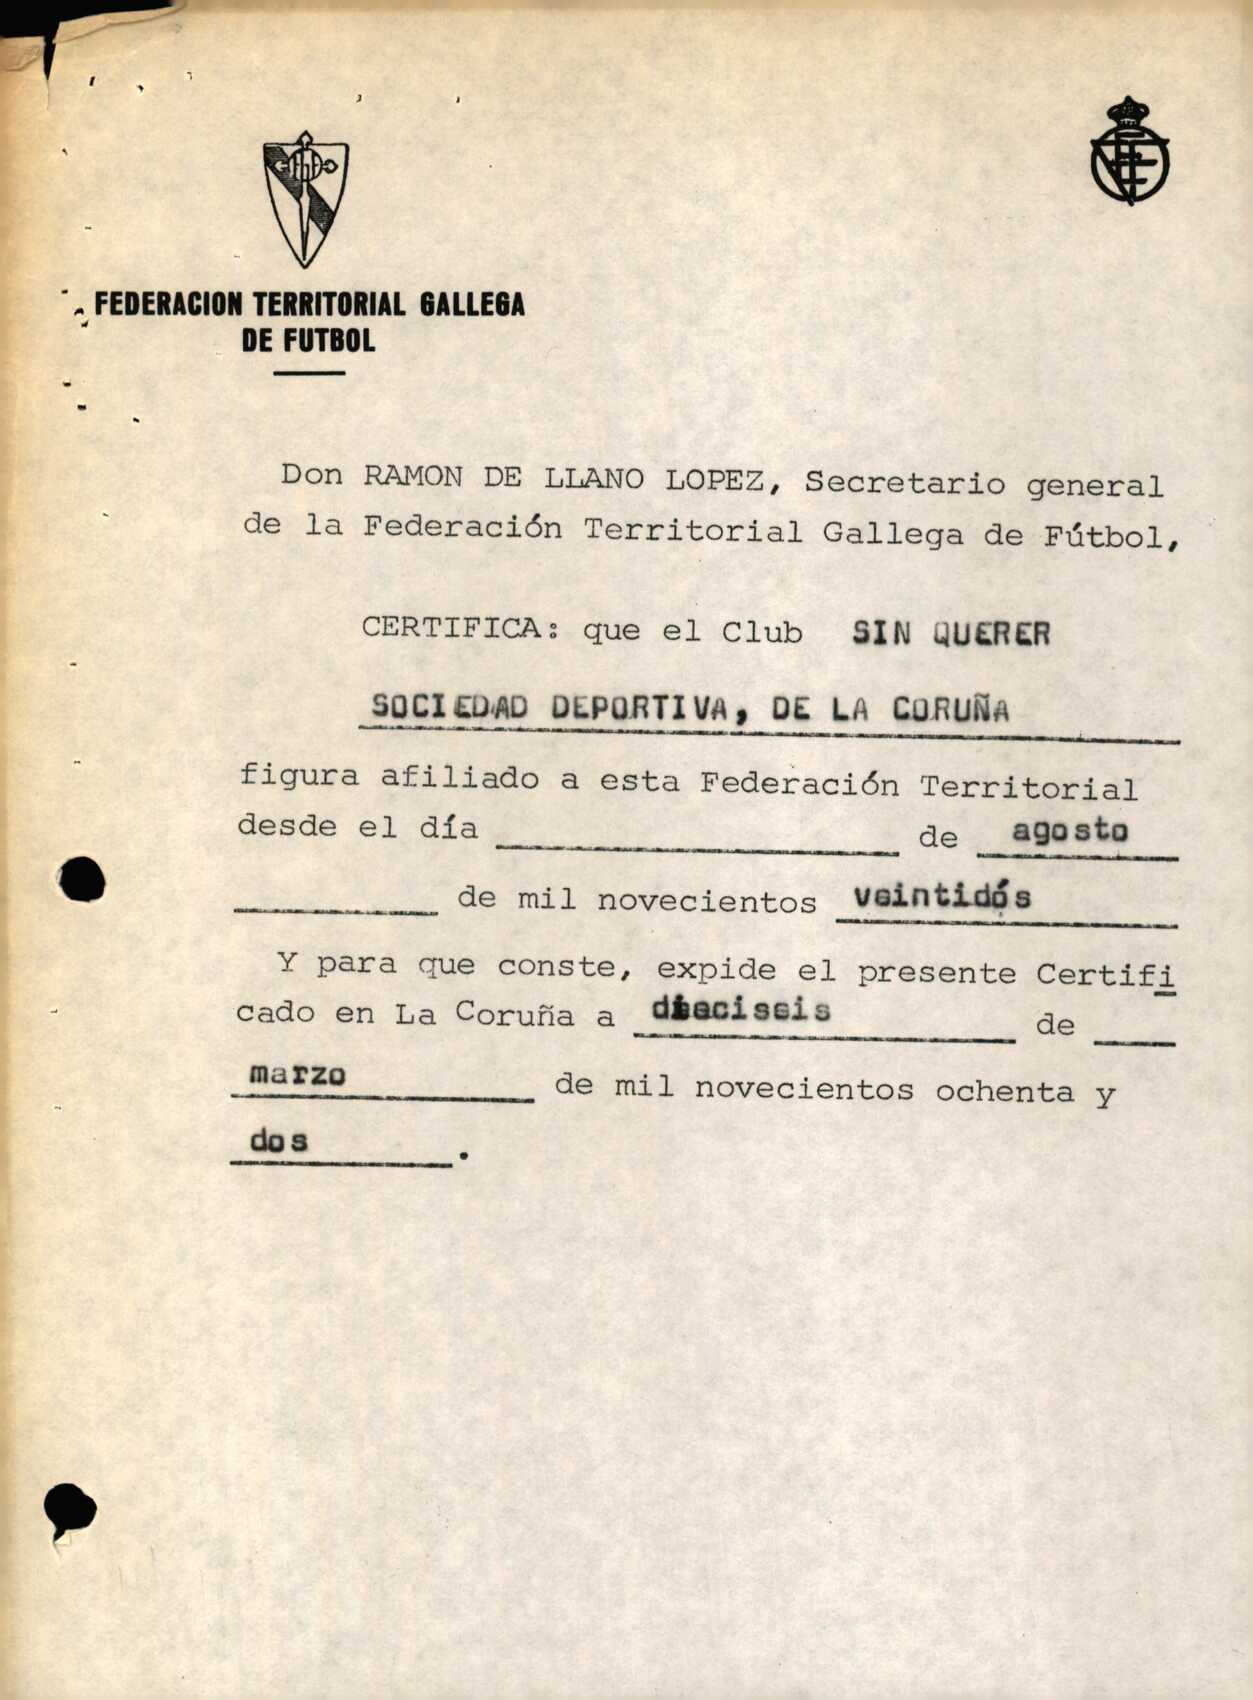 FEDERACION TERRITORIAL GALLEGA
DE FUTBOL
Don RAMON DE LLANO LOPEZ, Secretario general
de la Federación Territorial Gallega de Fútbol,
CERTIFICA: que el Club SIN QUERER
SOCIEDAD DEPORTIVA, DE LA CORUÑA
figura afiliado a esta Federación Territorial
desde el día ____ de agosto
____ de mil novecientos veintidós
Y para que conste, expide el presente Certifi
cado en La Coruña a dieciseis de
marzo de mil novecientos ochenta y
dos.